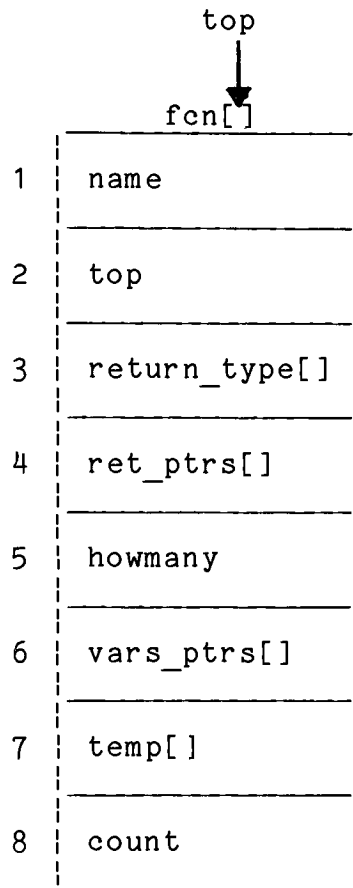 top
fcn[]
1 name
2 top
3 return_type[]
4 ret_ptrs[]
5 howmany
6 vars_ptrs[]
7 temp[]
8 count